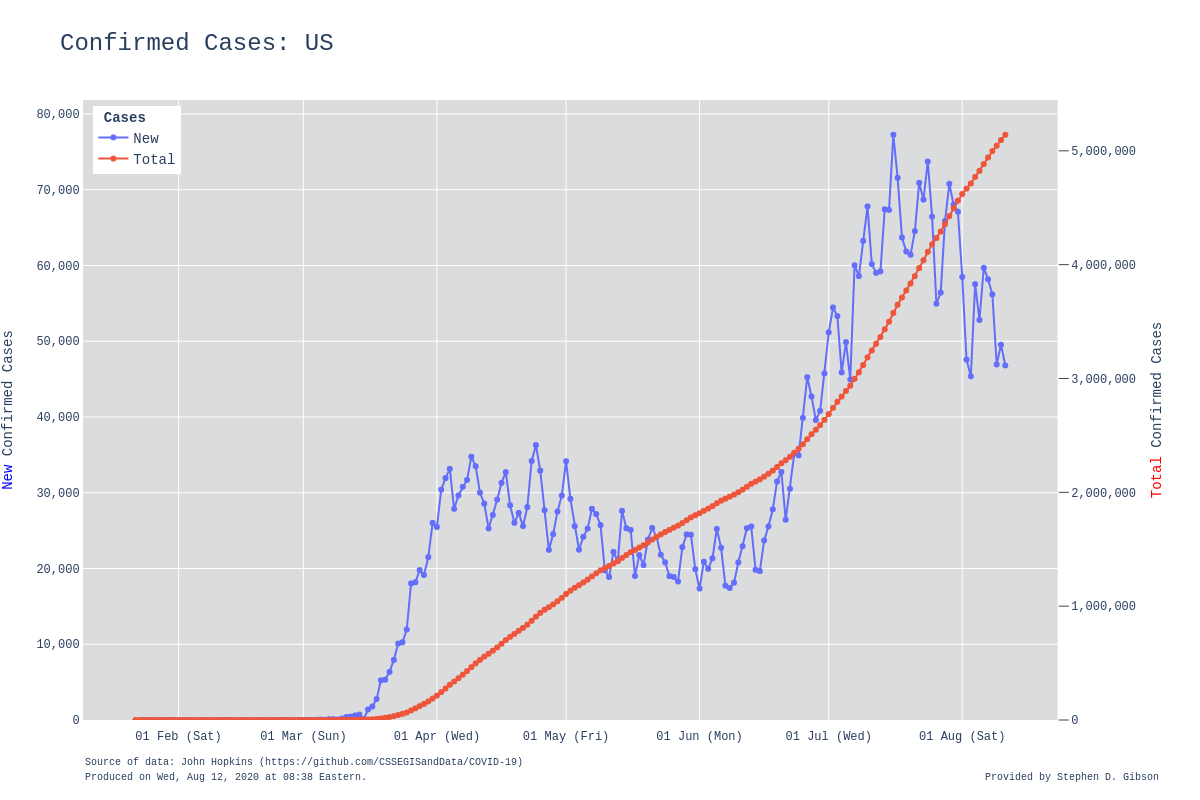 Confirmed Cases: US
Cases
New
Total
80,000
70,000
60,000
50,000
40,000
30,000
20,000
10,000
0
5,000,000
4,000,000
3,000,000
2,000,000
1,000,000
0
New Confirmed Cases
Total Confirmed Cases
01 Feb (Sat) 01 Mar (Sun) 01 Apr (Wed) 01 May (Fri) 01 Jun (Mon) 01 Jul (Wed) 01 Aug (Sat)
Source of data: John Hopkins (https://github.com/CSSEGISandData/COVID-19)
Produced on Wed, Aug 12, 2020 at 08:38 Eastern.
Provided by Stephen D. Gibson